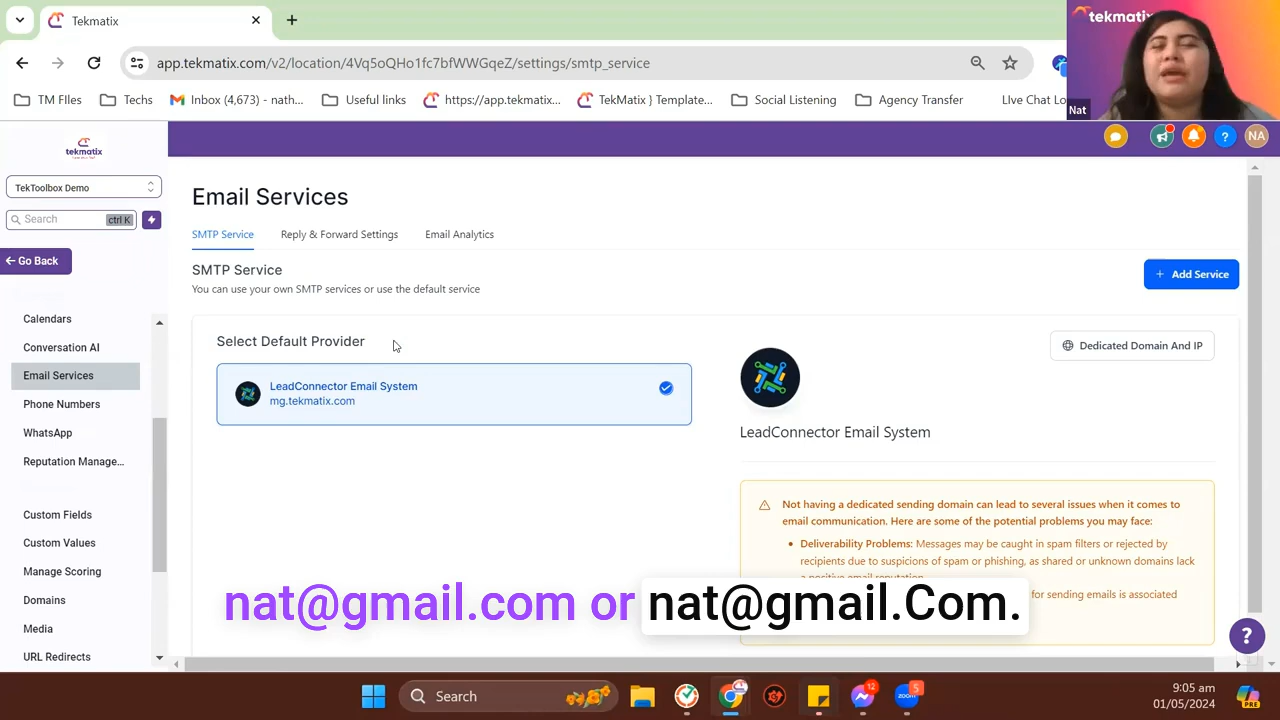 Tekmatix
tekmatix
app.tekmatix.com/v2/location/4Vq5oQHo1fc7bfWWGqeZ/settings/smtp_service
TM FIles
Techs
Inbox (4,673) – nath...
Useful links
https://app.tekmatix...
TekMatix } Template...
Social Listening
Agency Transfer
LIve Chat Lo
Nat
tekmatix
NA
TekToolbox Demo
Search
ctrl K
Go Back
Calendars
Conversation AI
Email Services
Phone Numbers
WhatsApp
Reputation Manage...
Custom Fields
Custom Values
Manage Scoring
Domains
Media
URL Redirects
Email Services
SMTP Service
Reply & Forward Settings
Email Analytics
SMTP Service
You can use your own SMTP services or use the default service
+ Add Service
Select Default Provider
LeadConnector Email System
mg.tekmatix.com
Dedicated Domain And IP
LeadConnector Email System
Not having a dedicated sending domain can lead to several issues when it comes to
email communication. Here are some of the potential problems you may face:
Deliverability Problems: Messages may be caught in spam filters or rejected by
recipients due to suspicions of spam or phishing, as shared or unknown domains lack
a positive email reputation.
for sending emails is associated
nat@gmail.com or nat@gmail.Com.
?
Search
12
5
9:05 am
01/05/2024
PRE